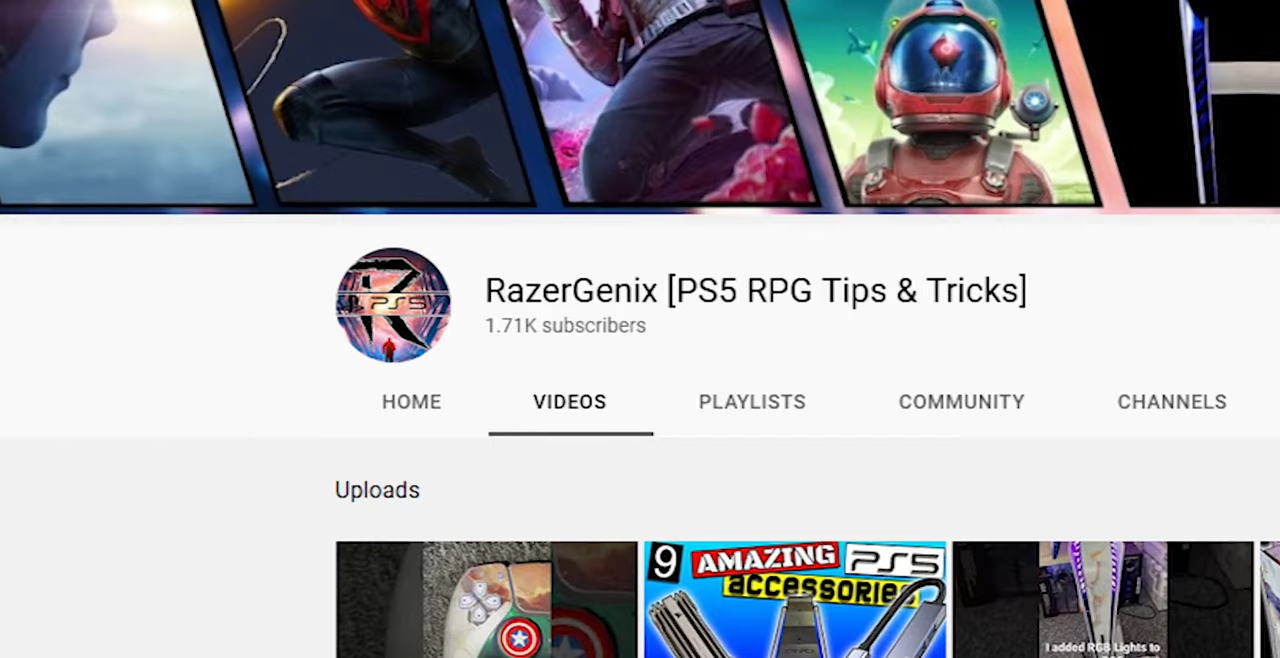 PS5
RazerGenix [PS5 RPG Tips & Tricks]
1.71K subscribers
HOME VIDEOS PLAYLISTS COMMUNITY CHANNELS
Uploads
9 AMAZING PS5
accessories
I added RGB Lights to